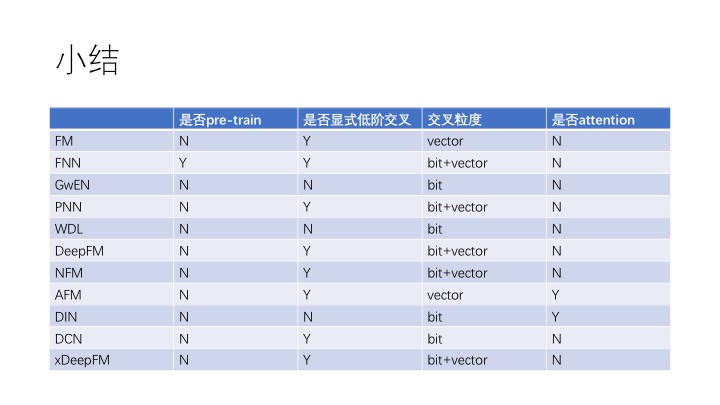 小结
是否pre-train 是否显式低阶交叉 交叉粒度 是否attention
FM N Y vector N
FNN Y Y bit+vector N
GwEN N N bit N
PNN N Y bit+vector N
WDL N N bit N
DeepFM N Y bit+vector N
NFM N Y bit+vector N
AFM N Y vector Y
DIN N N bit Y
DCN N Y bit N
xDeepFM N Y bit+vector N